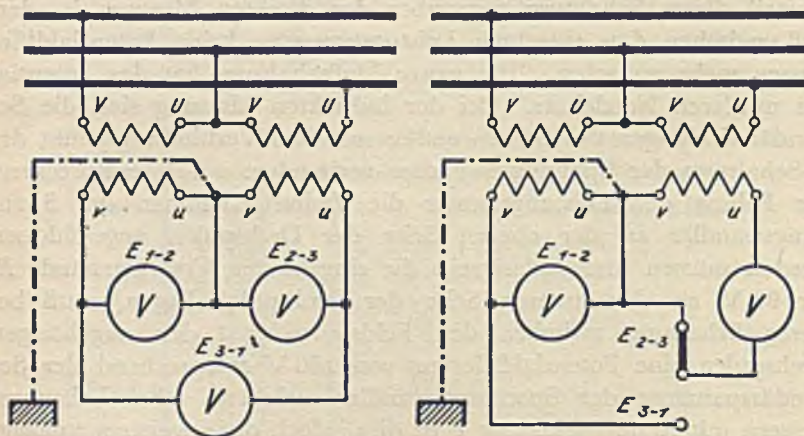 V U V U
v u v u
E1-2 E2-3
V V
E3-1
V
V U V U
v u v u
E1-2
V V
E2-3
E3-1